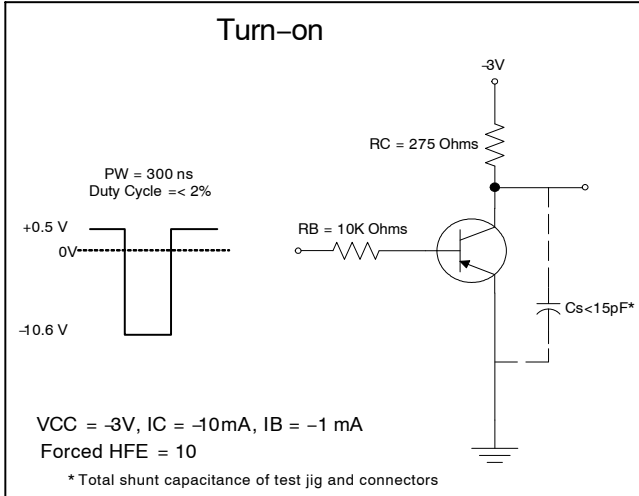 Turn−on
−3V
RC = 275 Ohms
PW = 300 ns
Duty Cycle =< 2%
+0.5 V
0V
RB = 10K Ohms
−10.6 V
Cs<15pF*
VCC = −3V, IC = −10mA, IB = −1 mA
Forced HFE = 10
* Total shunt capacitance of test jig and connectors